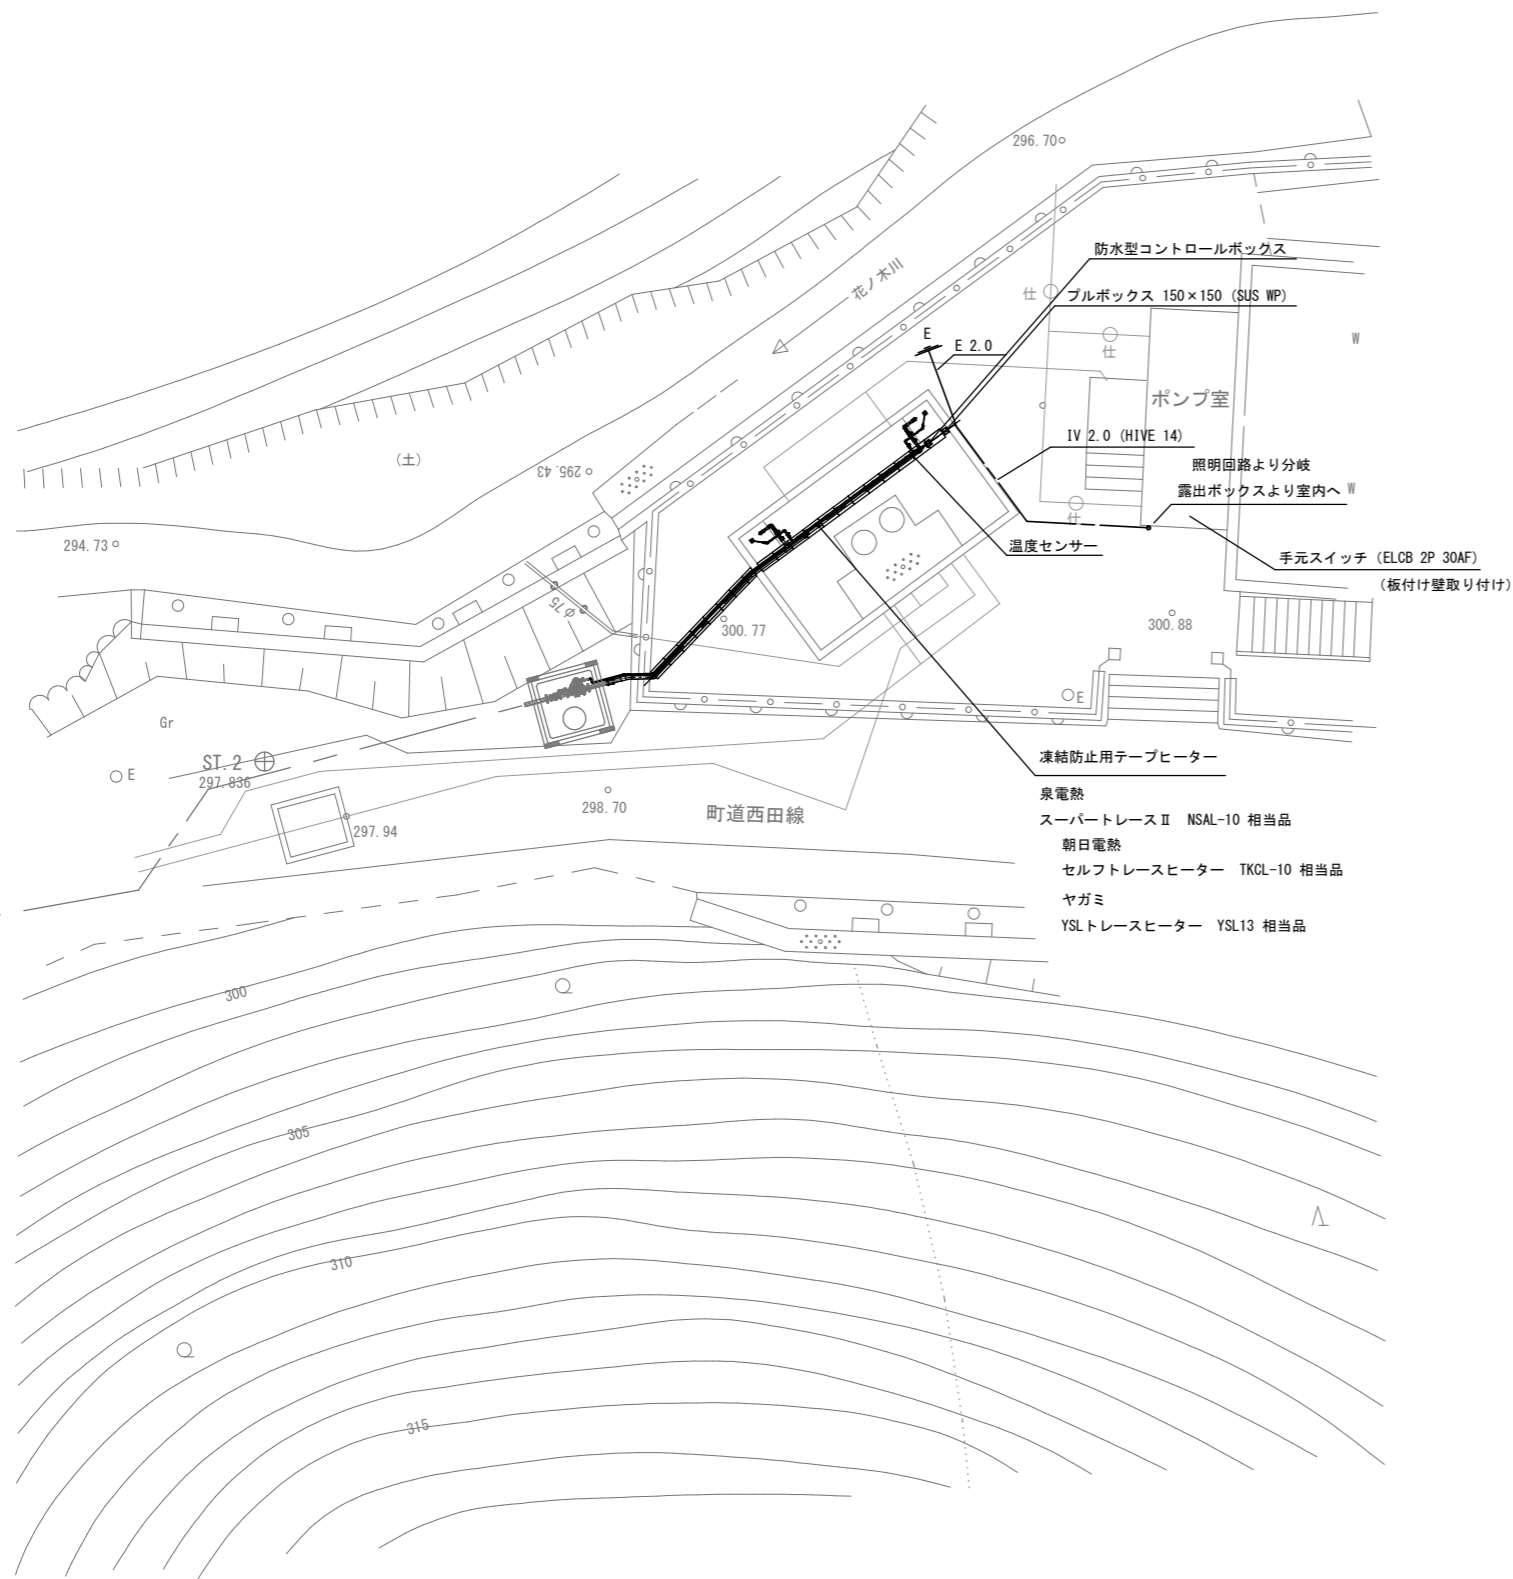 296.70
防水型コントロールボックス
花ノ木川
仕
プルボックス 150×150 (SUS WP)
E
E 2.0
仕
W
ポンプ室
IV 2.0 (HIVE 14)
(土)
295.43
照明回路より分岐
露出ボックスより室内へ
W
仕
294.73
温度センサー
手元スイッチ (ELCB 2P 30AF)
(板付け壁取り付け)
φ75
300.77
300.88
E
Gr
ST.2
297.836
E
凍結防止用テープヒーター
泉電熱
スーパートレースⅡ NSAL-10 相当品
298.70
町道西田線
297.94
朝日電熱
セルフトレースヒーター TKCL-10 相当品
ヤガミ
YSLトレースヒーター YSL13 相当品
300
305
310
315